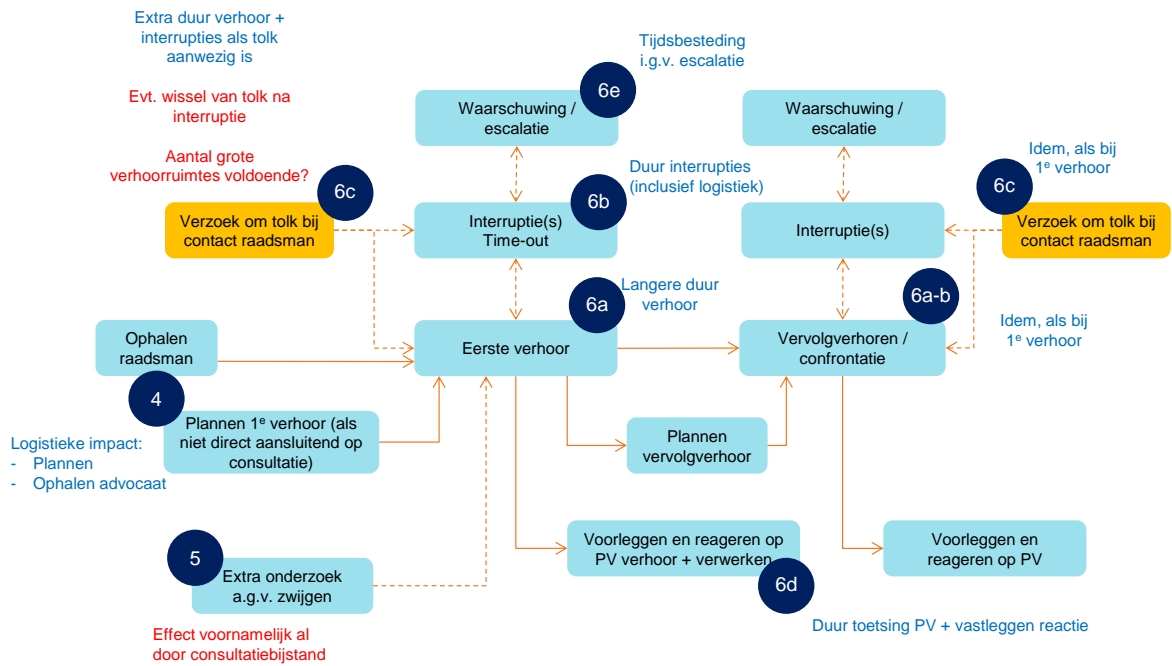 Extra duur verhoor +
interrupties als tolk
aanwezig is
Evt. wissel van tolk na
interruptie
Aantal grote
verhoorruimtes voldoende?
6c
Verzoek om tolk bij
contact raadsman
Tijdsbesteding
i.g.v. escalatie
6e
Waarschuwing /
escalatie
Waarschuwing /
escalatie
Duur interrupties
(inclusief logistiek)
6b
Interruptie(s)
Time-out
Interruptie(s)
Idem, als bij
1e verhoor
6c
Verzoek om tolk bij
contact raadsman
Langere duur
verhoor
6a
6a-b
Idem, als bij
1e verhoor
Ophalen
raadsman
Eerste verhoor
Vervolgverhoren /
confrontatie
4
Plannen 1e verhoor (als
niet direct aansluitend op
consultatie)
Logistieke impact:
- Plannen
- Ophalen advocaat
Plannen
vervolgverhoor
5
Extra onderzoek
a.g.v. zwijgen
Voorleggen en reageren op
PV verhoor + verwerken
6d
Voorleggen en
reageren op PV
Effect voornamelijk al
door consultatiebijstand
Duur toetsing PV + vastleggen reactie